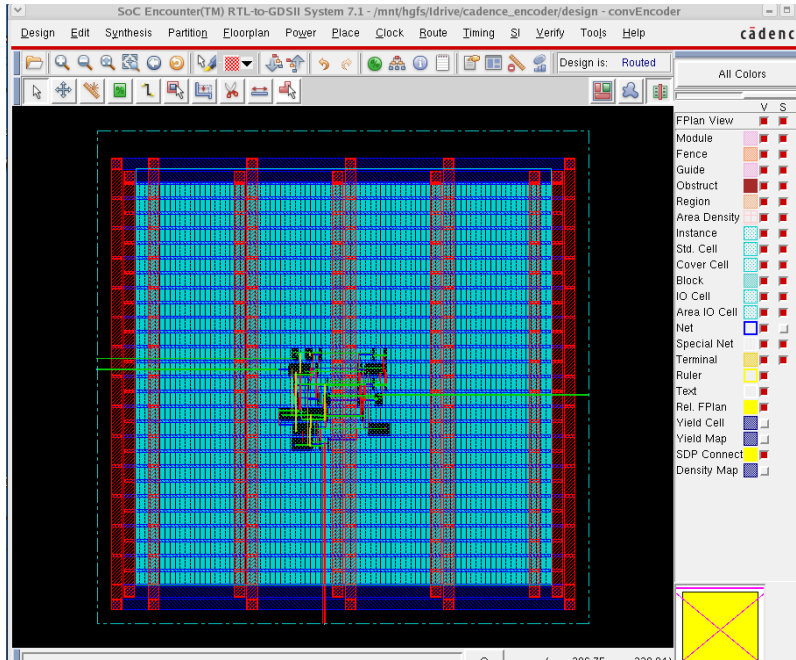 SoC Encounter(TM) RTL-to-GDSII System 7.1 - /mnt/hgfs/Idrive/cadence_encoder/design - convEncoder
Design Edit Synthesis Partition Floorplan Power Place Clock Route Timing SI Verify Tools Help cādenc
Design is: Routed
All Colors
V S
FPlan View
Module
Fence
Guide
Obstruct
Region
Area Density
Instance
Std. Cell
Cover Cell
Block
IO Cell
Area IO Cell
Net
Special Net
Terminal
Ruler
Text
Rel. FPlan
Yield Cell
Yield Map
SDP Connect
Density Map